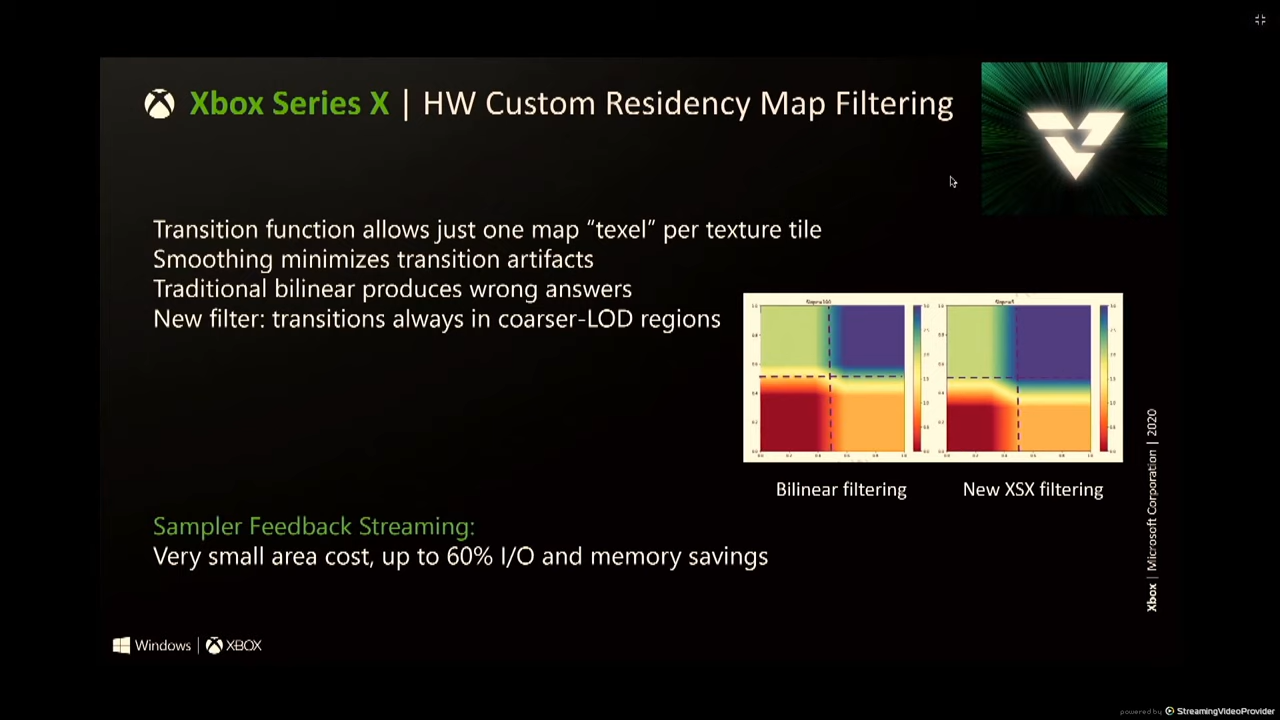 Xbox Series X | HW Custom Residency Map Filtering
Transition function allows just one map “texel” per texture tile
Smoothing minimizes transition artifacts
Traditional bilinear produces wrong answers
New filter: transitions always in coarser-LOD regions
Bilinear filtering
New XSX filtering
Sampler Feedback Streaming:
Very small area cost, up to 60% I/O and memory savings
Xbox | Microsoft Corporation | 2020
Windows | XBOX
powered by StreamingVideoProvider